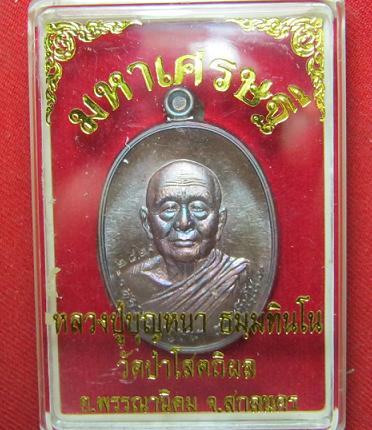 มหาเศรษฐี
หลวงปู่บุญหนา ธมฺมทินโน
วัดป่าโสตถิผล
อ.พรรณานิคม จ.สกลนคร